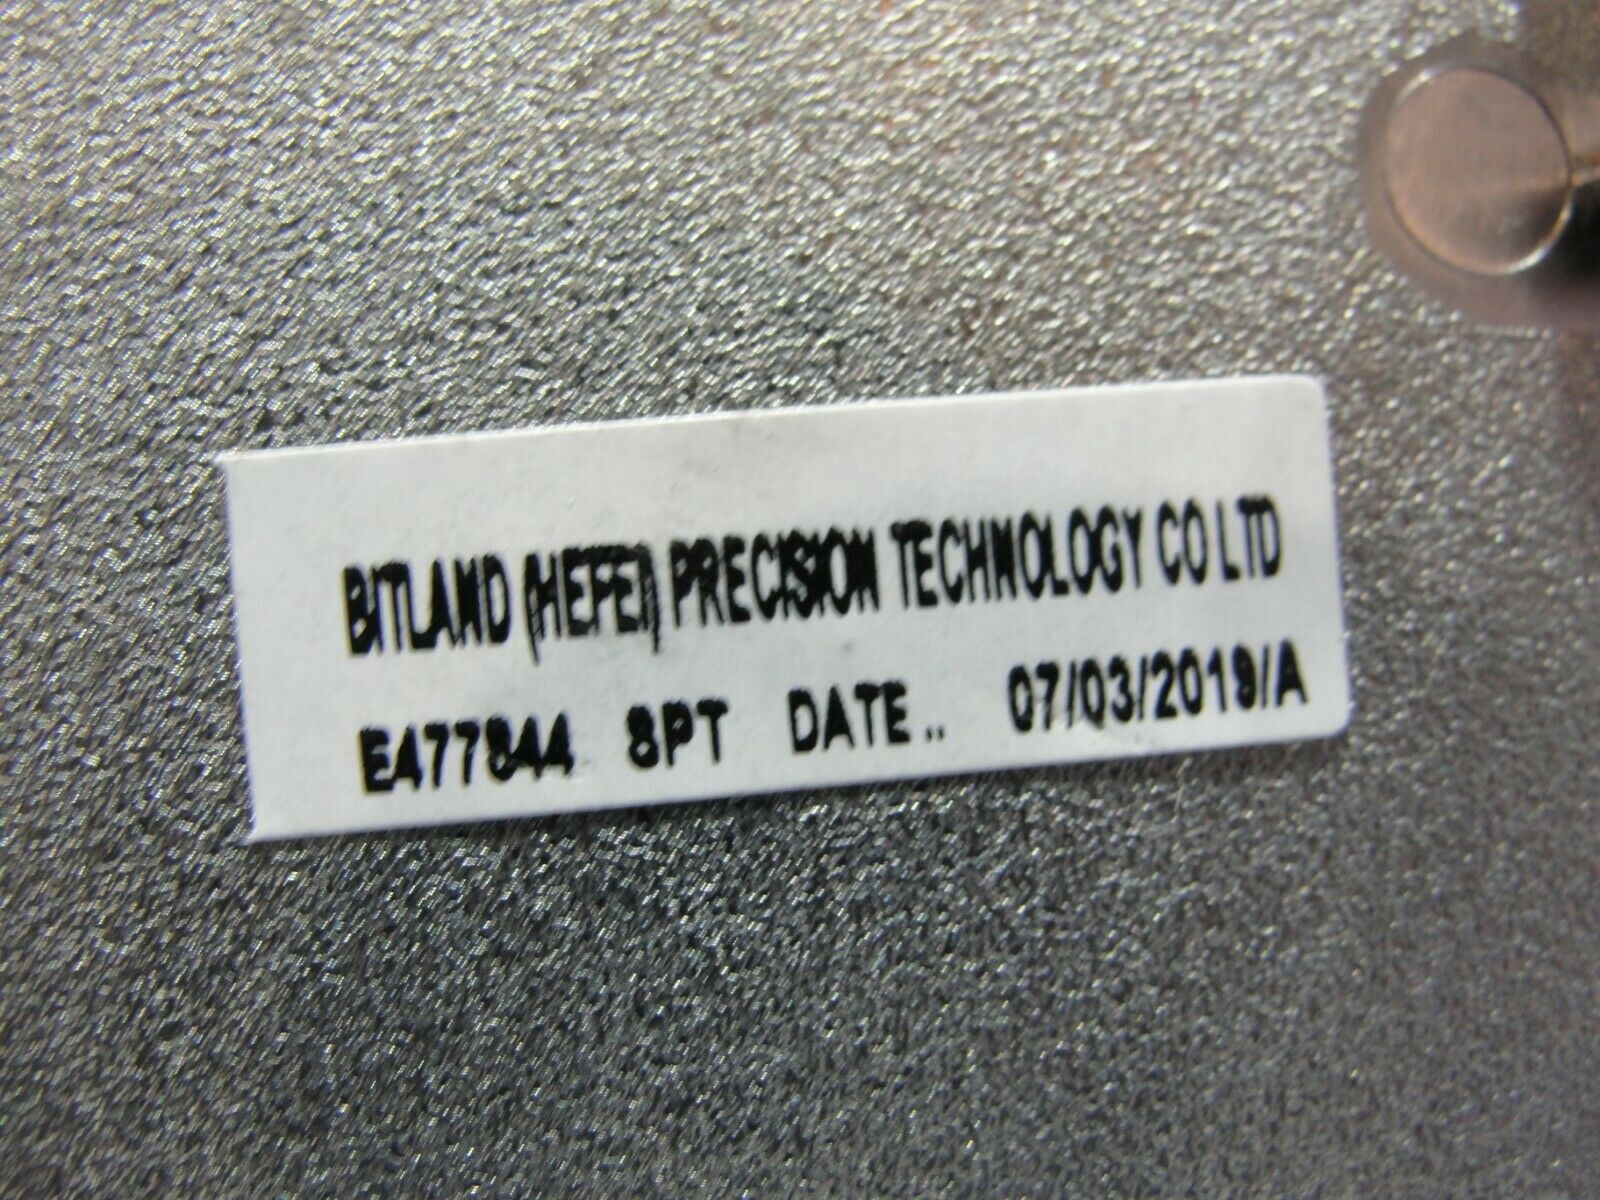 BITLAND (HEFEI) PRECISION TECHNOLOGY CO LTD
E477844 8PT DATE.. 07/03/2019/A